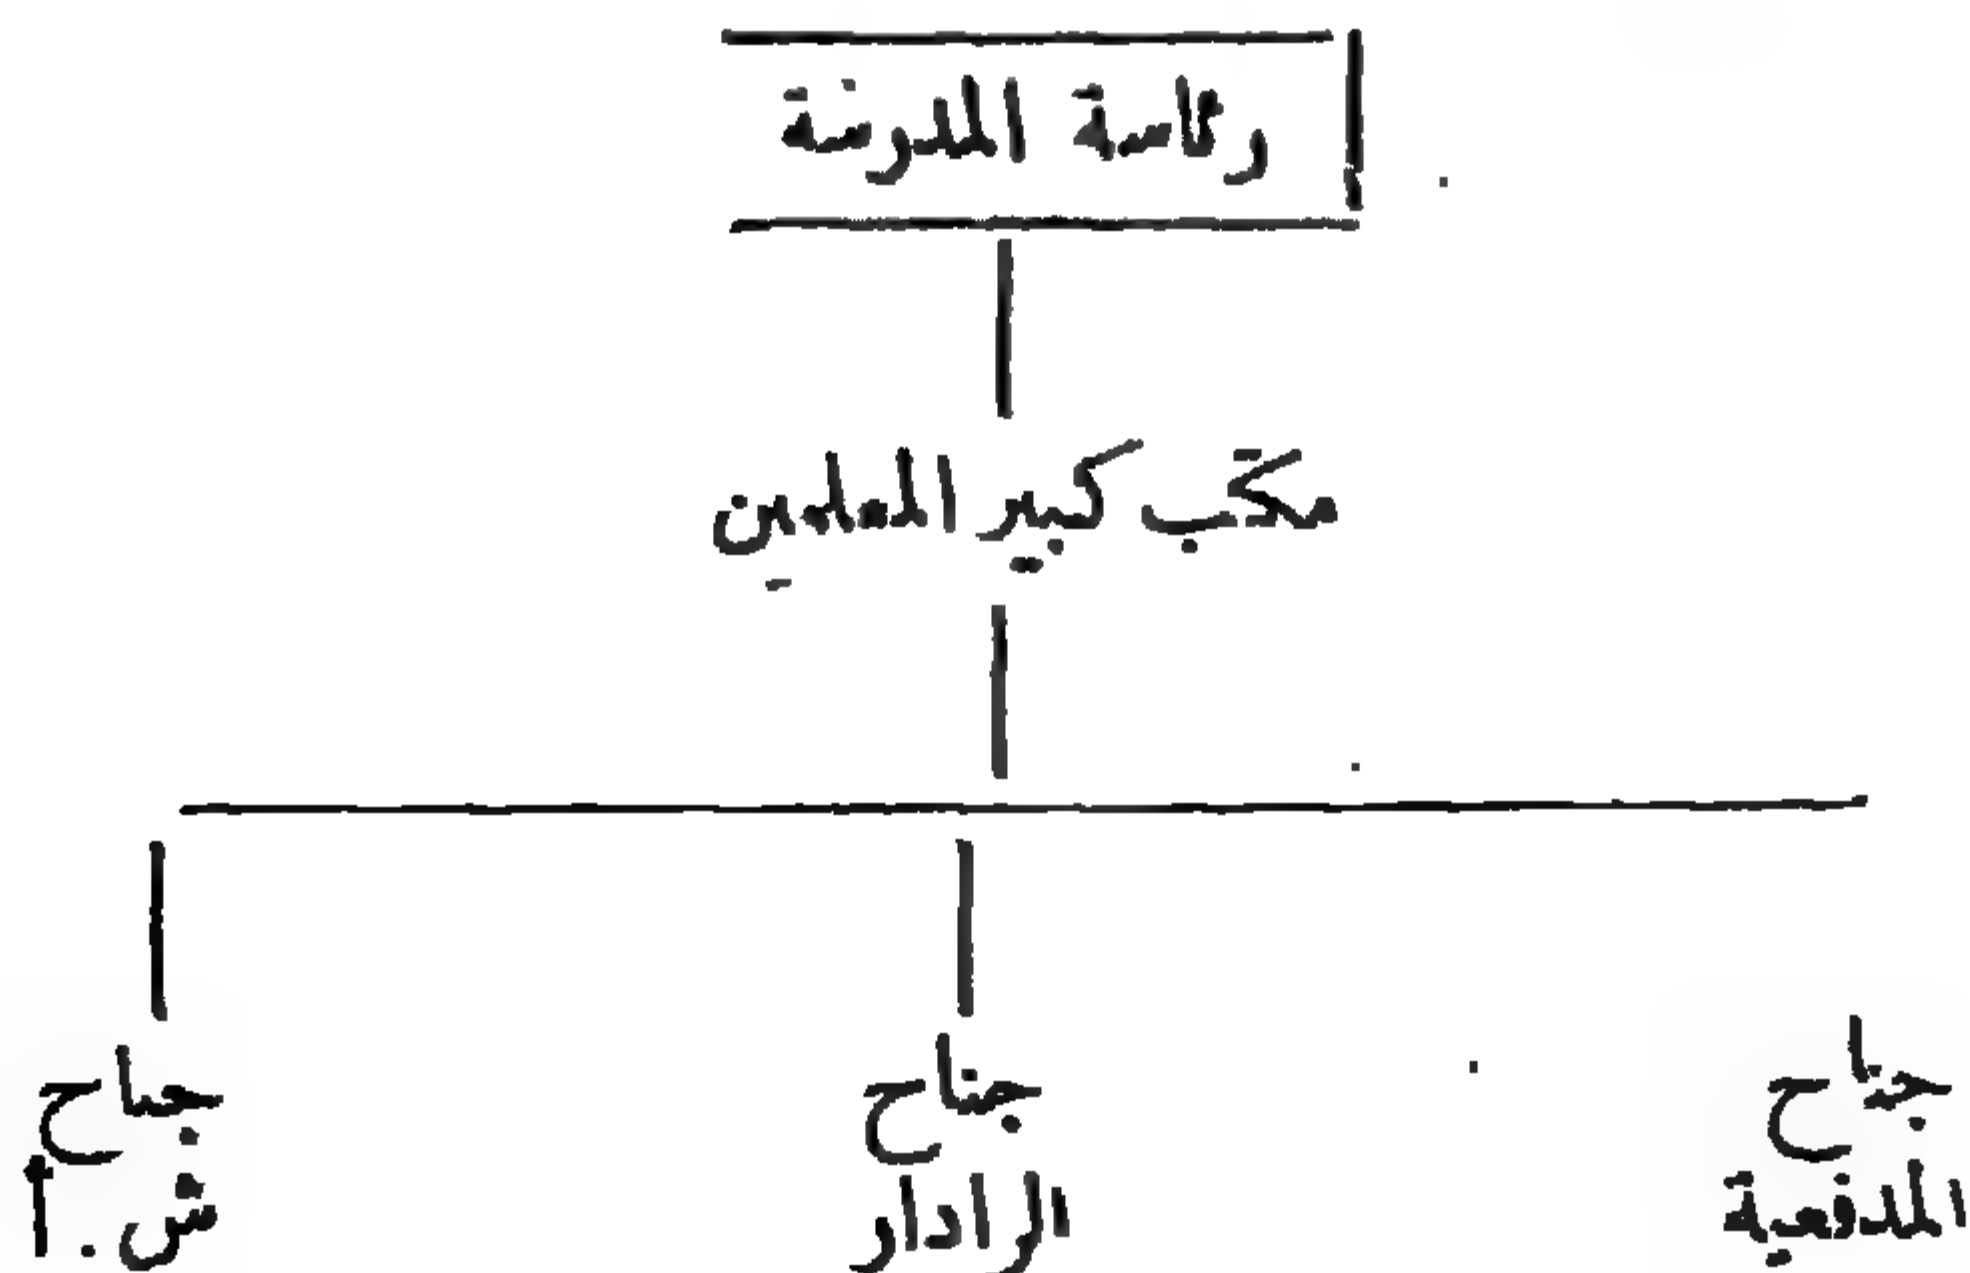 رئاسة المدرسة
مكتب كبير المعلمين
جناح المدفعية
جناح الرادار
جناح ش . أ